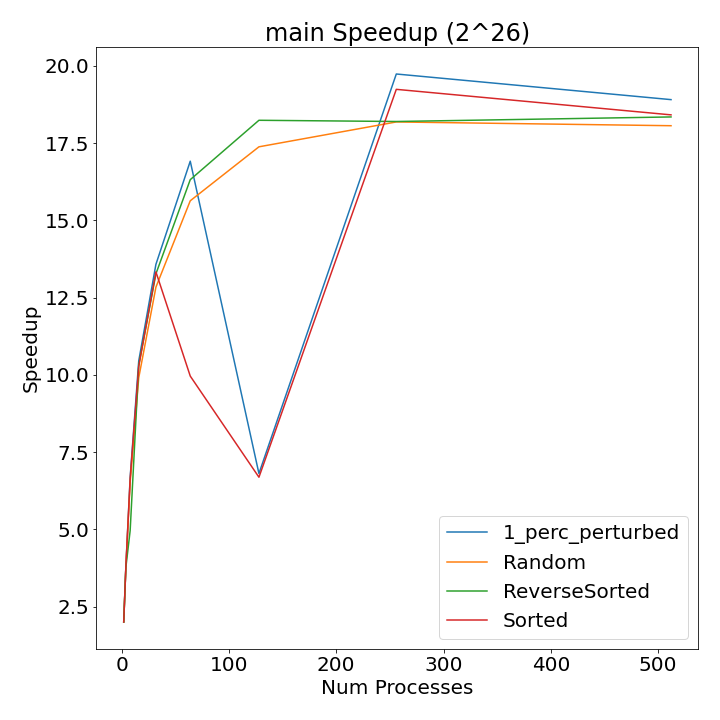 main Speedup (2^26)
20.0
17.5
15.0
12.5
10.0
7.5
5.0
2.5
Speedup
0 100 200 300 400 500
Num Processes
1_perc_perturbed
Random
ReverseSorted
Sorted